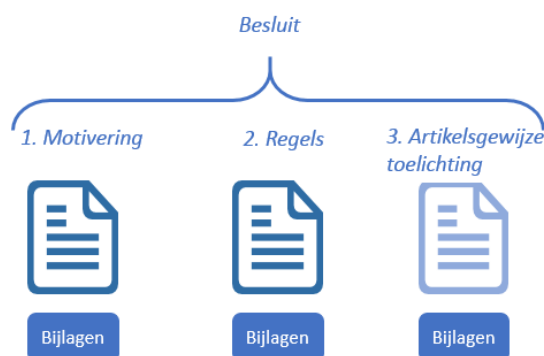 Besluit
1. Motivering
2. Regels
3. Artikelsgewijze
toelichting
Bijlagen
Bijlagen
Bijlagen